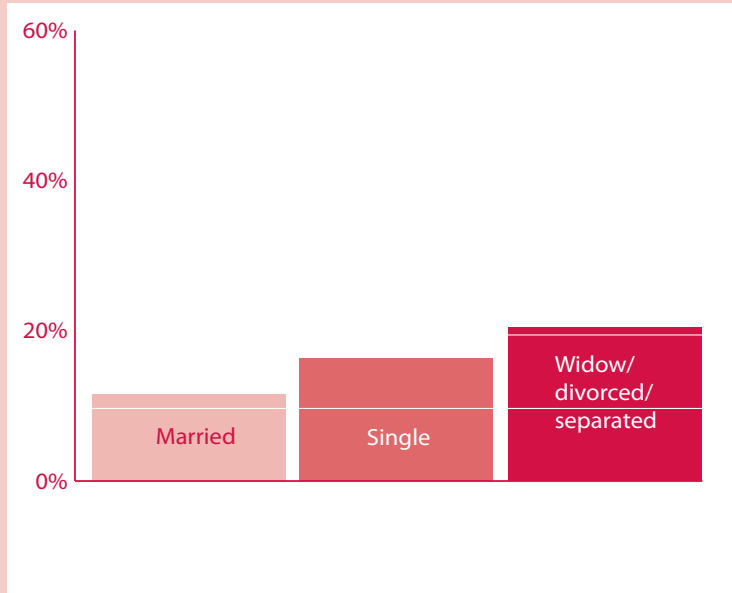 60%
40%
20%
0%
Married
Single
Widow/
divorced/
separated